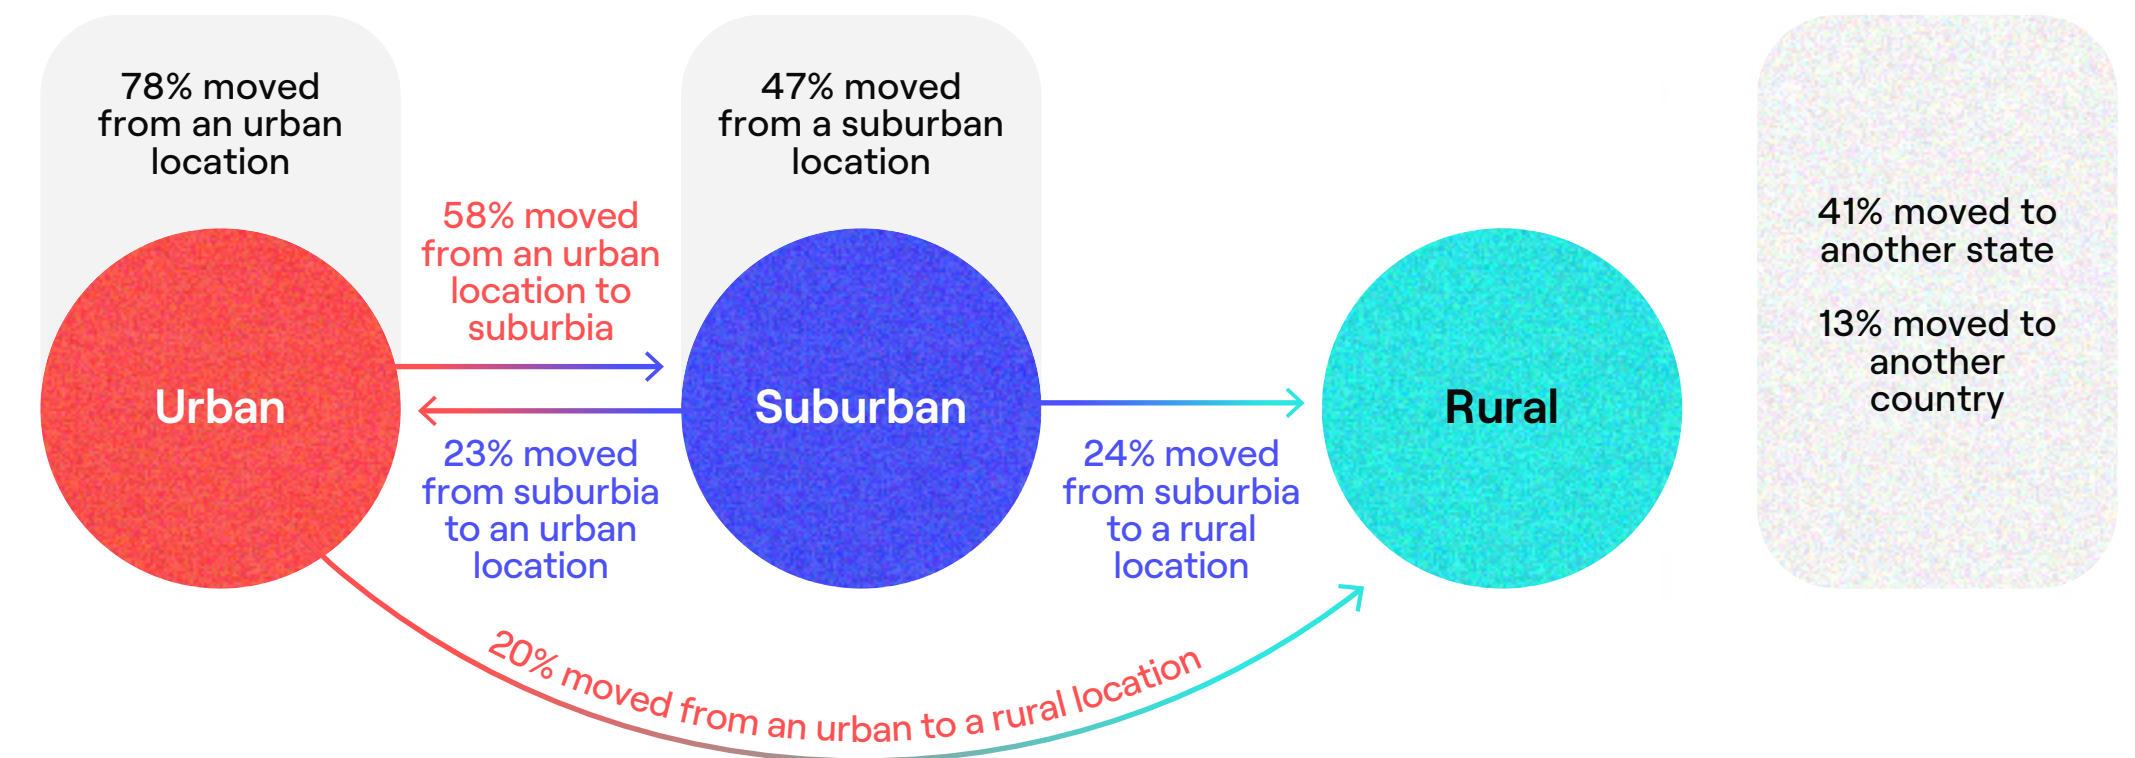 78% moved
from an urban
location
47% moved
from a suburban
location
58% moved
from an urban
location to
suburbia
41% moved to
another state
13% moved to
another
country
Urban
Suburban
Rural
23% moved
from suburbia
to an urban
location
24% moved
from suburbia
to a rural
location
20% moved from an urban to a rural location